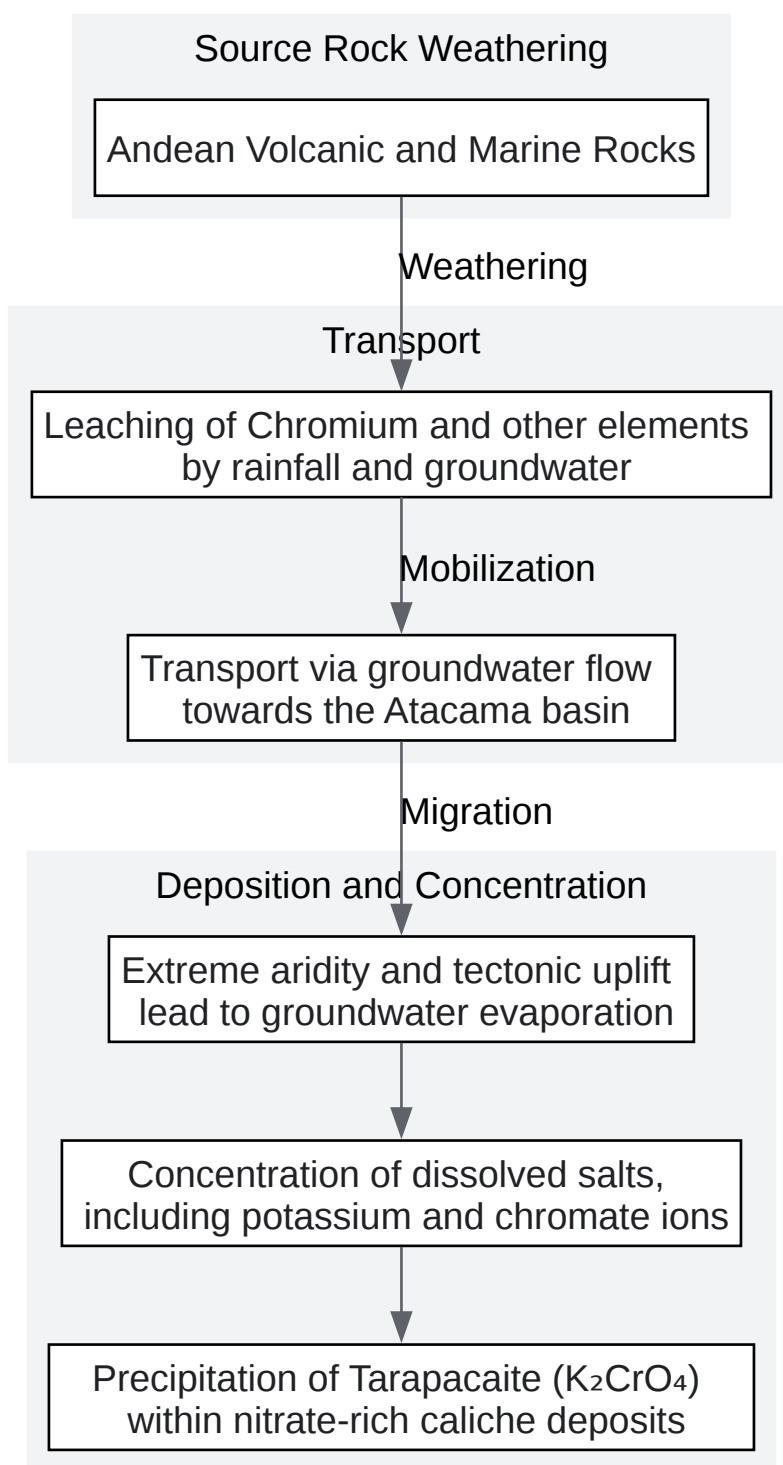 Source Rock Weathering
Andean Volcanic and Marine Rocks
Weathering
Transport
Leaching of Chromium and other elements
by rainfall and groundwater
Mobilization
Transport via groundwater flow
towards the Atacama basin
Migration
Deposition and Concentration
Extreme aridity and tectonic uplift
lead to groundwater evaporation
Concentration of dissolved salts,
including potassium and chromate ions
Precipitation of Tarapacaite (K₂CrO₄)
within nitrate-rich caliche deposits